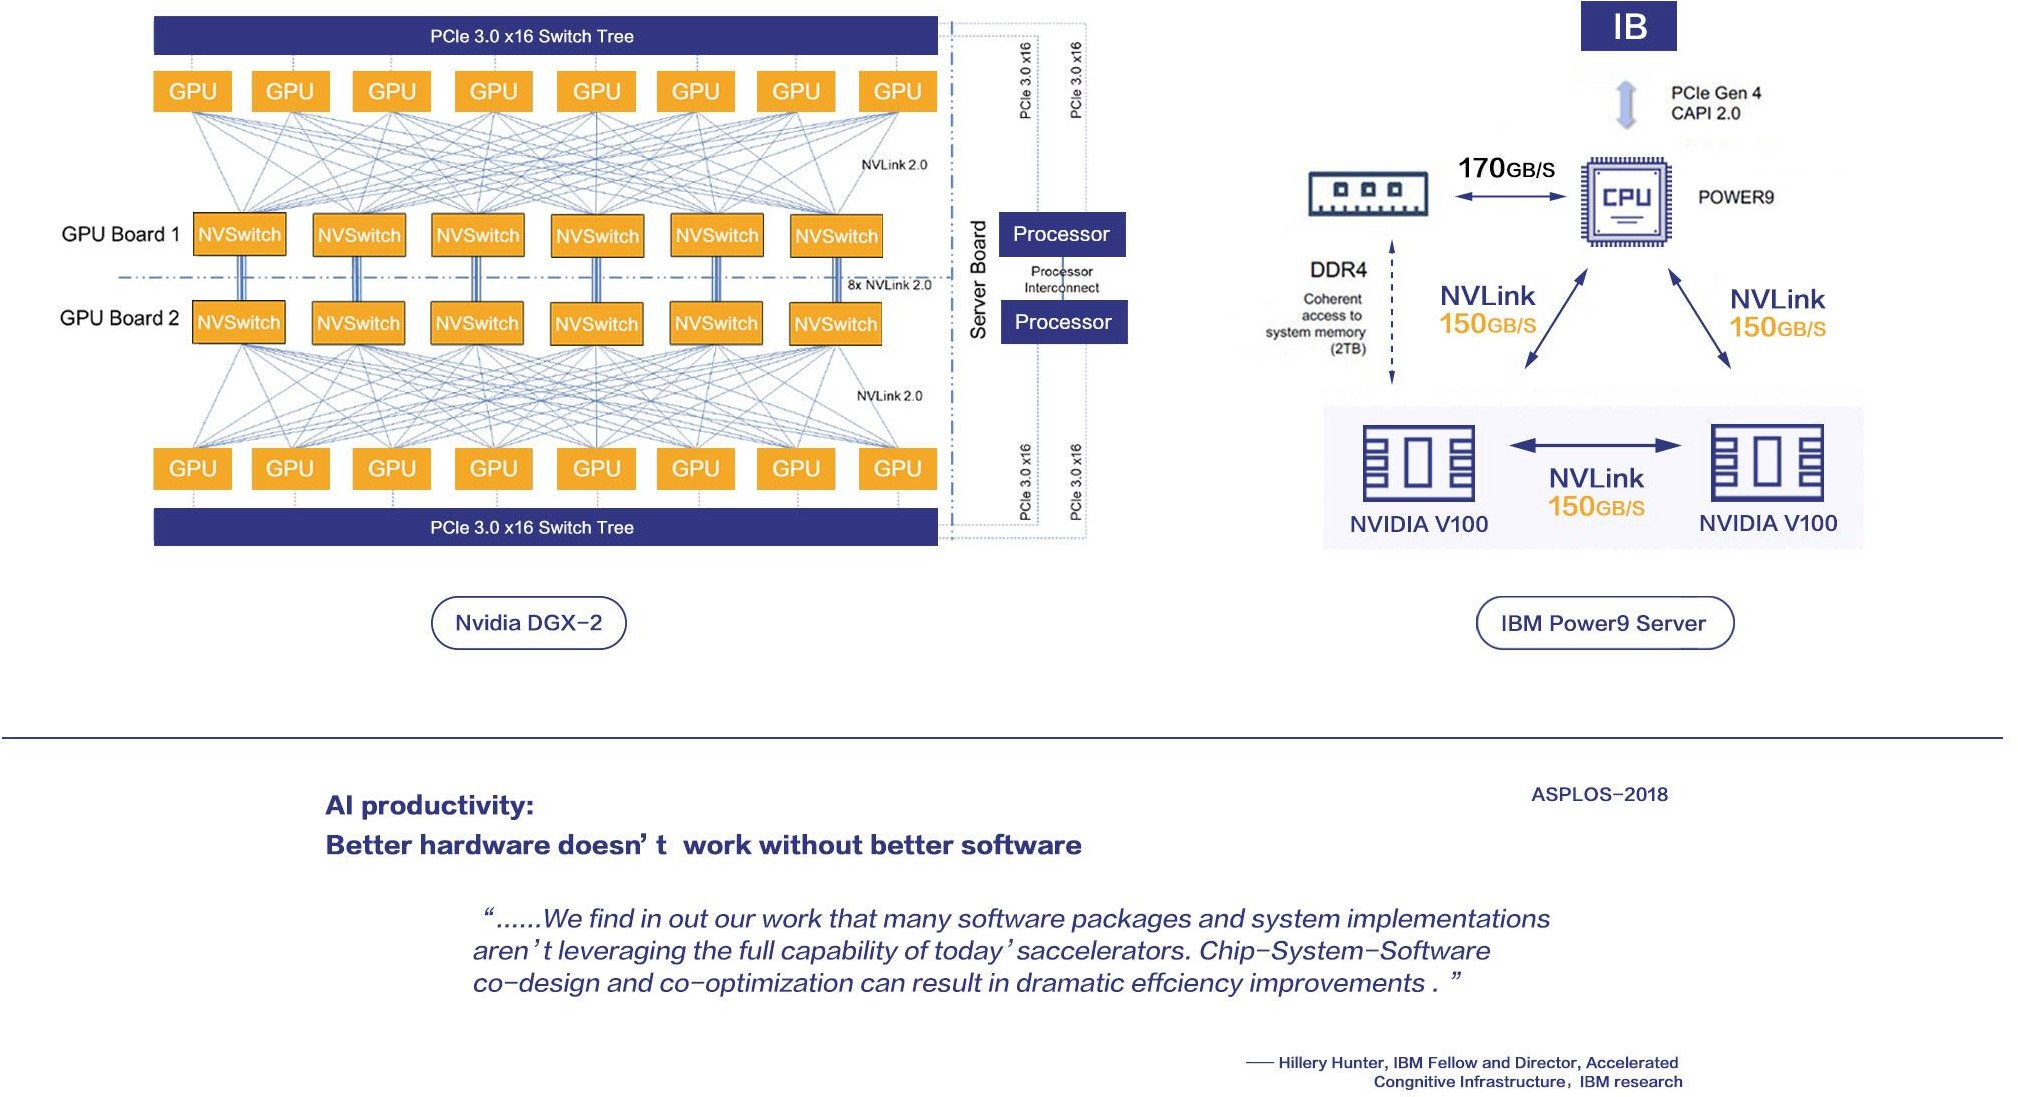 PCIe 3.0 x16 Switch Tree
GPU GPU GPU GPU GPU GPU GPU GPU
NVLink 2.0
GPU Board 1
NVSwitch NVSwitch NVSwitch NVSwitch NVSwitch NVSwitch
8x NVLink 2.0
GPU Board 2
NVSwitch NVSwitch NVSwitch NVSwitch NVSwitch NVSwitch
NVLink 2.0
GPU GPU GPU GPU GPU GPU GPU GPU
PCIe 3.0 x16 Switch Tree
Server Board
PCIe 3.0 x16
PCIe 3.0 x16
Processor
Processor
Interconnect
Processor
PCIe 3.0 x16
PCIe 3.0 x16
Nvidia DGX-2
IB
PCIe Gen 4
CAPI 2.0
170GB/S
CPU
POWER9
DDR4
Coherent
access to
system memory
(2TB)
NVLink
150GB/S
NVLink
150GB/S
NVLink
150GB/S
NVIDIA V100
NVIDIA V100
IBM Power9 Server
AI productivity:
Better hardware doesn’ t work without better software
ASPLOS-2018
“......We find in out our work that many software packages and system implementations
aren’t leveraging the full capability of today’saccelerators. Chip-System-Software
co-design and co-optimization can result in dramatic effciency improvements . ”
—— Hillery Hunter, IBM Fellow and Director, Accelerated
Congnitive Infrastructure, IBM research